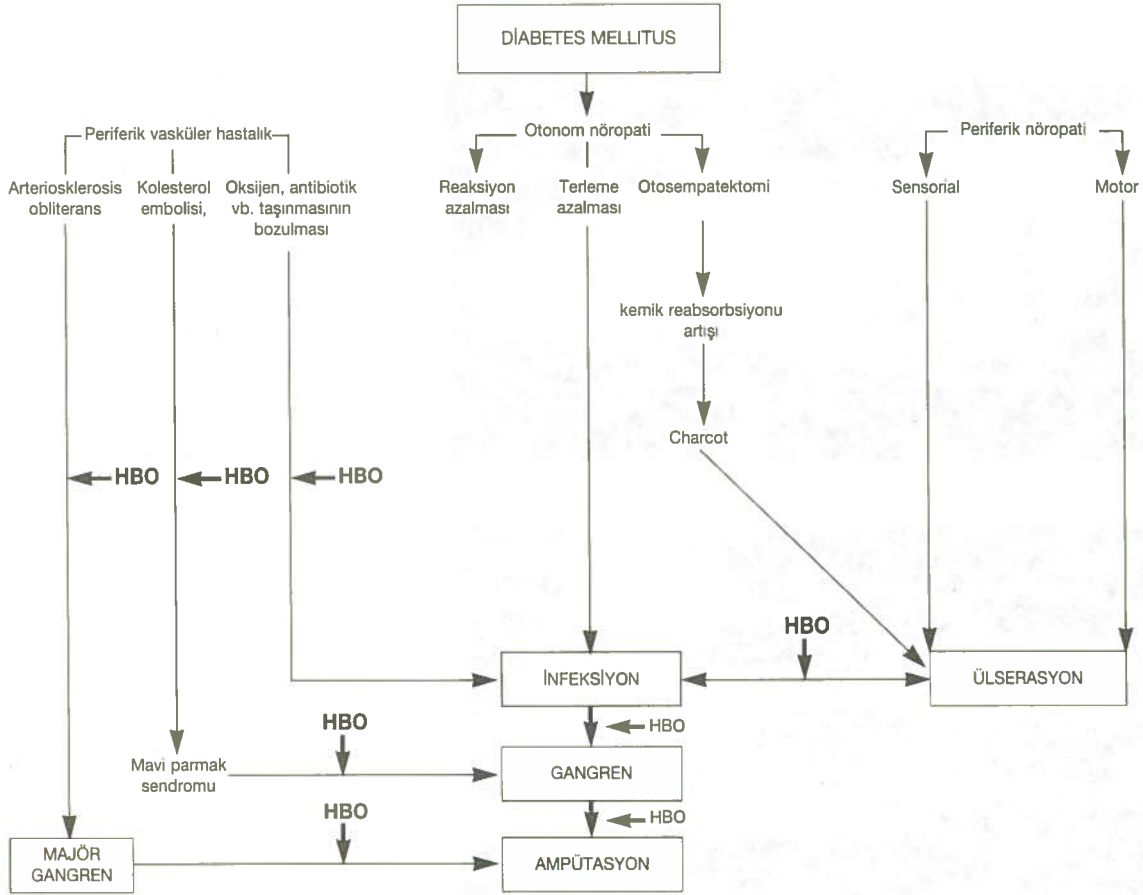 DİABETES MELLITUS
Periferik vasküler hastalık
Otonom nöropati
Periferik nöropati
Arteriosklerosis
obliterans
Kolesterol
embolisi,
Oksijen, antibiotik
vb. taşınmasının
bozulması
Reaksiyon
azalması
Terleme
azalması
Otosempatektomi
Sensorial
Motor
kemik reabsorbsiyonu
artışı
Charcot
HBO
HBO
HBO
HBO
İNFEKSİYON
ÜLSERASYON
HBO
HBO
Mavi parmak
sendromu
GANGREN
HBO
HBO
MAJÖR
GANGREN
AMPÜTASYON